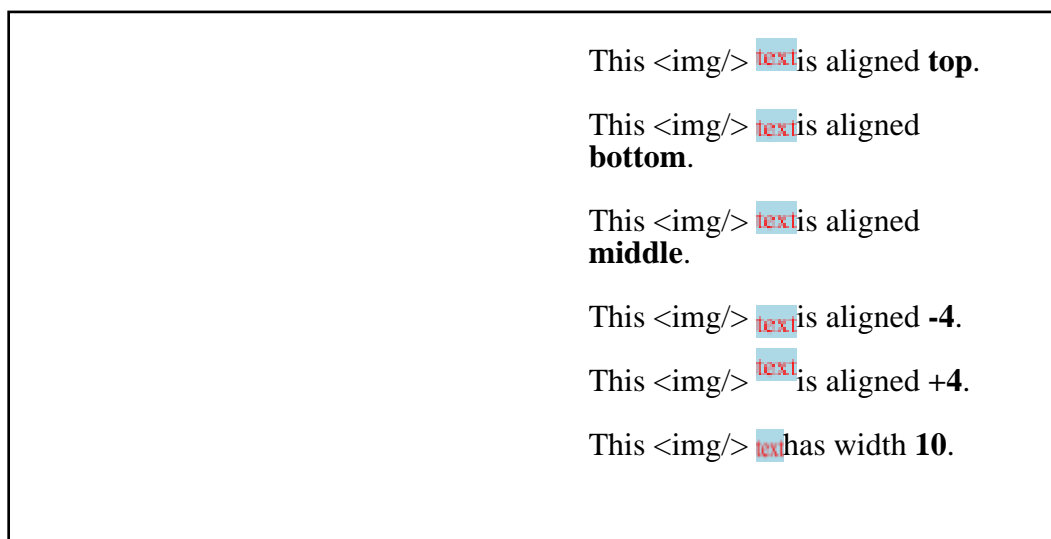 This <img/> text is aligned top.
This <img/> text is aligned
bottom.
This <img/> text is aligned
middle.
This <img/> text is aligned -4.
This <img/> text is aligned +4.
This <img/> text has width 10.